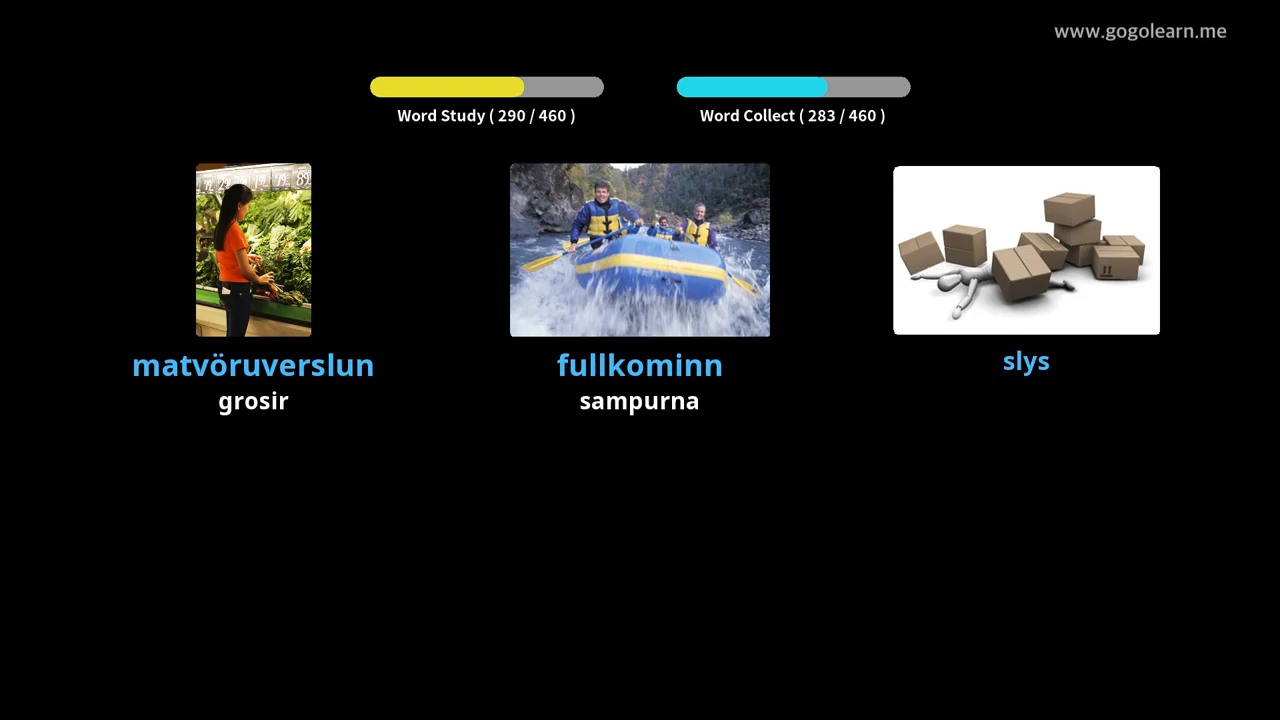 www.gogolearn.me
Word Study ( 290 / 460 )
Word Collect ( 283 / 460 )
matvöruverslun
grosir
fullkominn
sampurna
slys